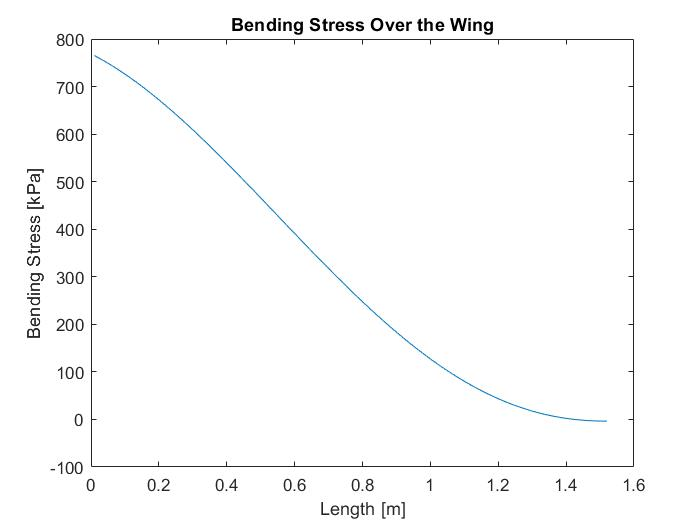 Bending Stress Over the Wing
800
700
600
500
400
300
200
100
0
-100
Bending Stress [kPa]
0 0.2 0.4 0.6 0.8 1 1.2 1.4 1.6
Length [m]